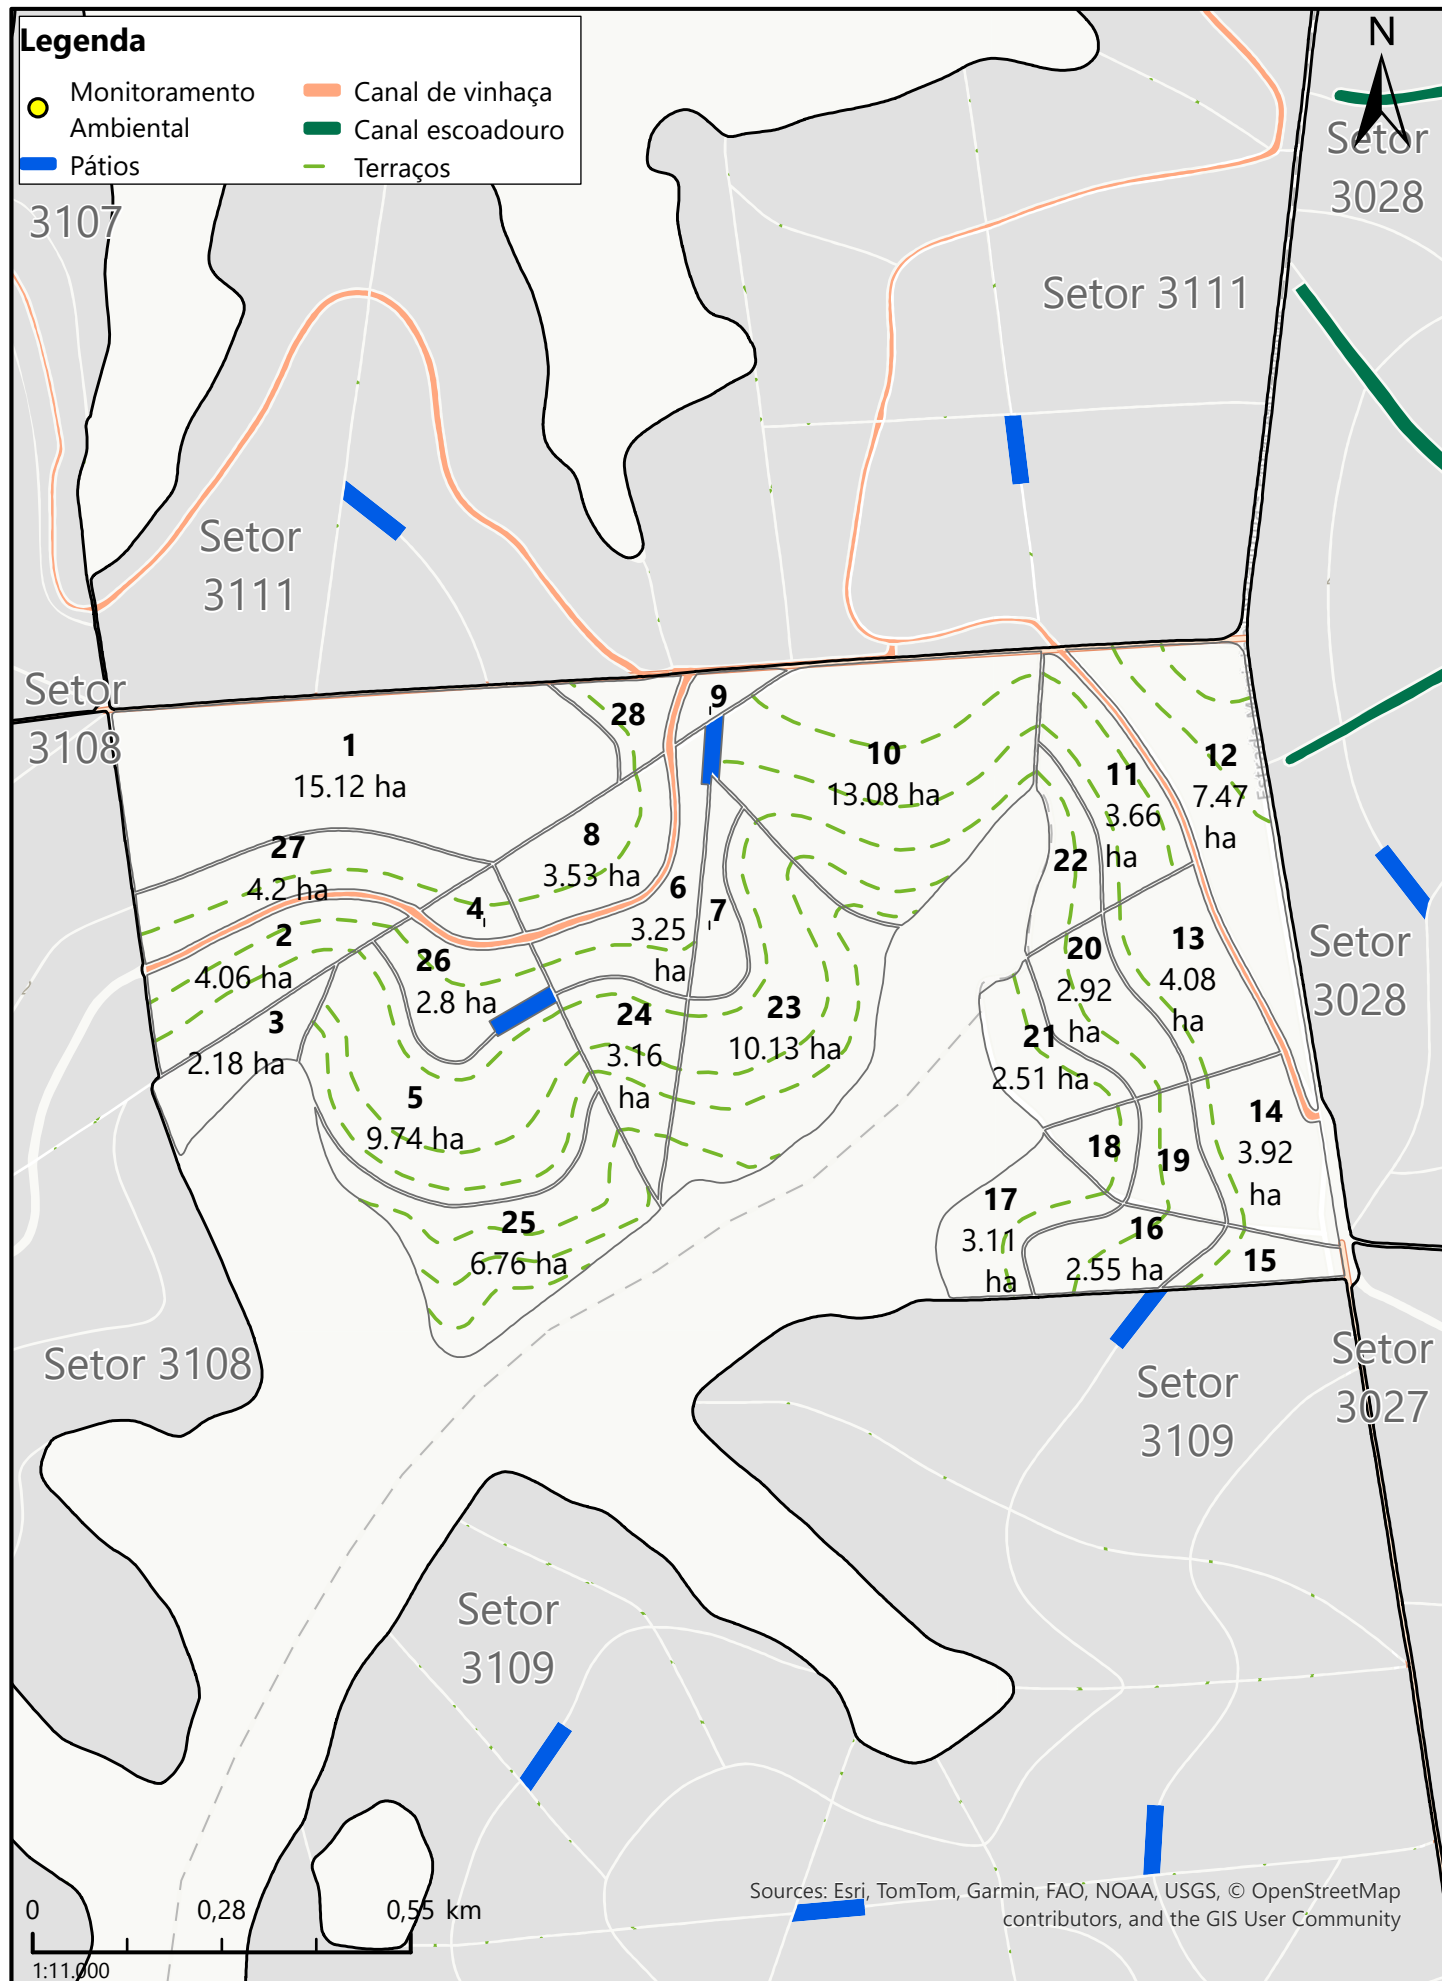 Legenda
Monitoramento
Ambiental
Pátios
Canal de vinhaça
Canal escoadouro
Terraços
N
3107
Setor
3028
Setor 3111
Setor
3111
Setor
3108
Setor
3028
Setor 3108
Setor
3109
Setor
3027
Setor
3109
1
15.12 ha
28
9
10
13.08 ha
11
3.66
ha
12
7.47
ha
27
4.2 ha
8
3.53 ha
22
2
4.06 ha
4
6
3.25
ha
7
26
2.8 ha
20
2.92
ha
13
4.08
ha
3
2.18 ha
24
3.16
ha
23
10.13 ha
21
2.51 ha
5
9.74 ha
14
3.92
ha
18
19
17
3.11
ha
25
6.76 ha
16
2.55 ha
15
Estrada
0
0,28
0,55 km
1:11.000
Sources: Esri, TomTom, Garmin, FAO, NOAA, USGS, © OpenStreetMap
contributors, and the GIS User Community